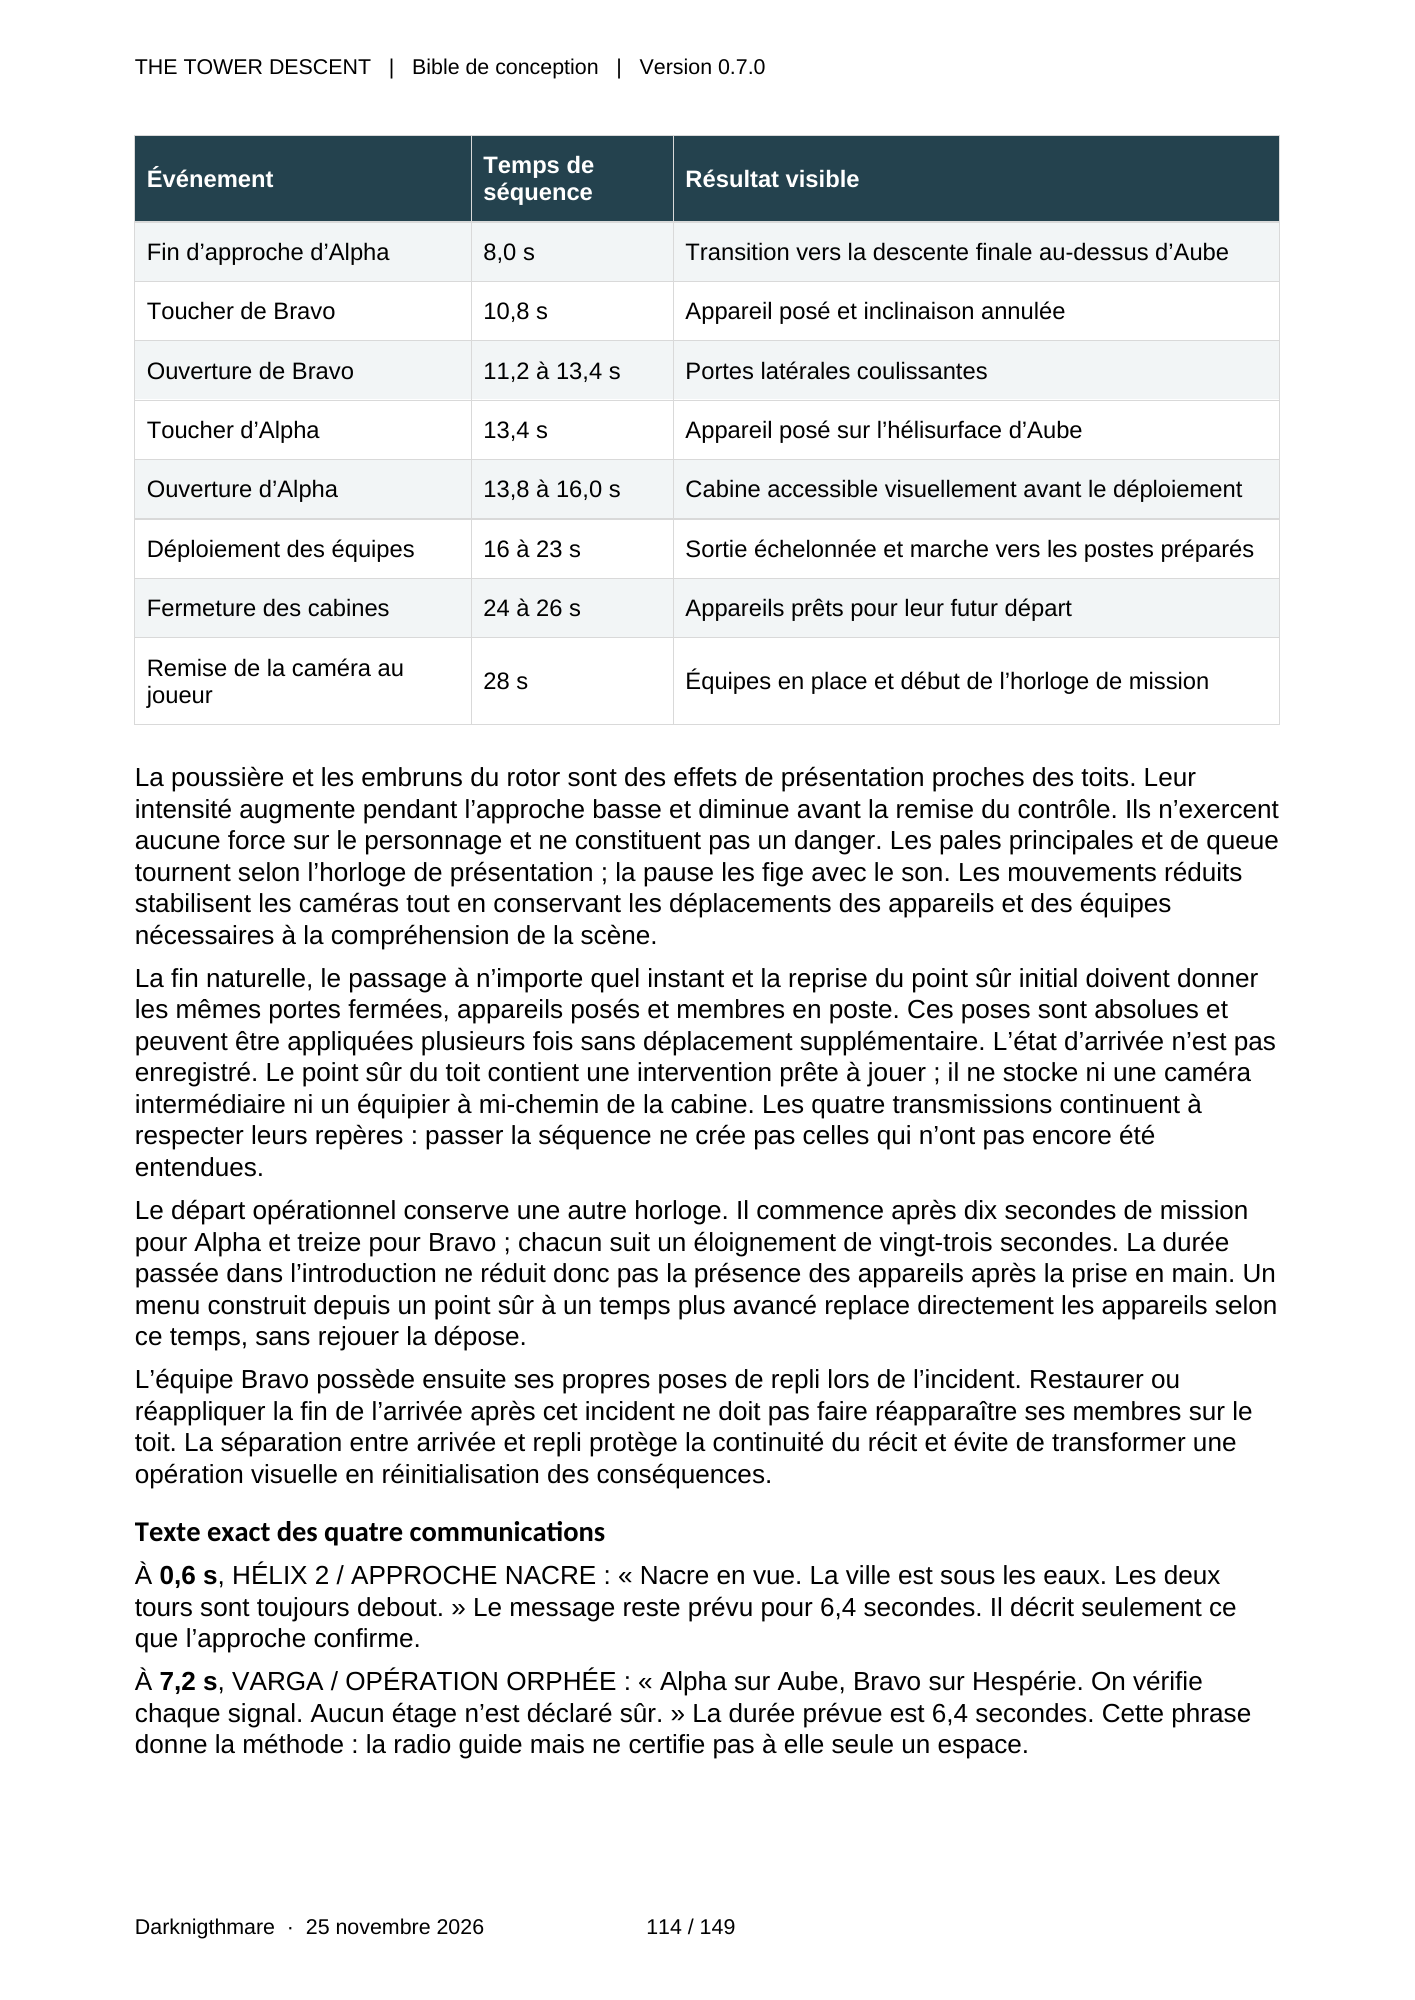 THE TOWER DESCENT | Bible de conception | Version 0.7.0
Événement
Temps de
séquence
Résultat visible
Fin d’approche d’Alpha
8,0 s
Transition vers la descente finale au-dessus d’Aube
Toucher de Bravo
10,8 s
Appareil posé et inclinaison annulée
Ouverture de Bravo
11,2 à 13,4 s
Portes latérales coulissantes
Toucher d’Alpha
13,4 s
Appareil posé sur l’hélisurface d’Aube
Ouverture d’Alpha
13,8 à 16,0 s
Cabine accessible visuellement avant le déploiement
Déploiement des équipes
16 à 23 s
Sortie échelonnée et marche vers les postes préparés
Fermeture des cabines
24 à 26 s
Appareils prêts pour leur futur départ
Remise de la caméra au
joueur
28 s
Équipes en place et début de l’horloge de mission
La poussière et les embruns du rotor sont des effets de présentation proches des toits. Leur
intensité augmente pendant l’approche basse et diminue avant la remise du contrôle. Ils n’exercent
aucune force sur le personnage et ne constituent pas un danger. Les pales principales et de queue
tournent selon l’horloge de présentation ; la pause les fige avec le son. Les mouvements réduits
stabilisent les caméras tout en conservant les déplacements des appareils et des équipes
nécessaires à la compréhension de la scène.
La fin naturelle, le passage à n’importe quel instant et la reprise du point sûr initial doivent donner
les mêmes portes fermées, appareils posés et membres en poste. Ces poses sont absolues et
peuvent être appliquées plusieurs fois sans déplacement supplémentaire. L’état d’arrivée n’est pas
enregistré. Le point sûr du toit contient une intervention prête à jouer ; il ne stocke ni une caméra
intermédiaire ni un équipier à mi-chemin de la cabine. Les quatre transmissions continuent à
respecter leurs repères : passer la séquence ne crée pas celles qui n’ont pas encore été
entendues.
Le départ opérationnel conserve une autre horloge. Il commence après dix secondes de mission
pour Alpha et treize pour Bravo ; chacun suit un éloignement de vingt-trois secondes. La durée
passée dans l’introduction ne réduit donc pas la présence des appareils après la prise en main. Un
menu construit depuis un point sûr à un temps plus avancé replace directement les appareils selon
ce temps, sans rejouer la dépose.
L’équipe Bravo possède ensuite ses propres poses de repli lors de l’incident. Restaurer ou
réappliquer la fin de l’arrivée après cet incident ne doit pas faire réapparaître ses membres sur le
toit. La séparation entre arrivée et repli protège la continuité du récit et évite de transformer une
opération visuelle en réinitialisation des conséquences.
Texte exact des quatre communications
À 0,6 s, HÉLIX 2 / APPROCHE NACRE : « Nacre en vue. La ville est sous les eaux. Les deux
tours sont toujours debout. » Le message reste prévu pour 6,4 secondes. Il décrit seulement ce
que l’approche confirme.
À 7,2 s, VARGA / OPÉRATION ORPHÉE : « Alpha sur Aube, Bravo sur Hespérie. On vérifie
chaque signal. Aucun étage n’est déclaré sûr. » La durée prévue est 6,4 secondes. Cette phrase
donne la méthode : la radio guide mais ne certifie pas à elle seule un espace.
Darknigthmare · 25 novembre 2026
114 / 149